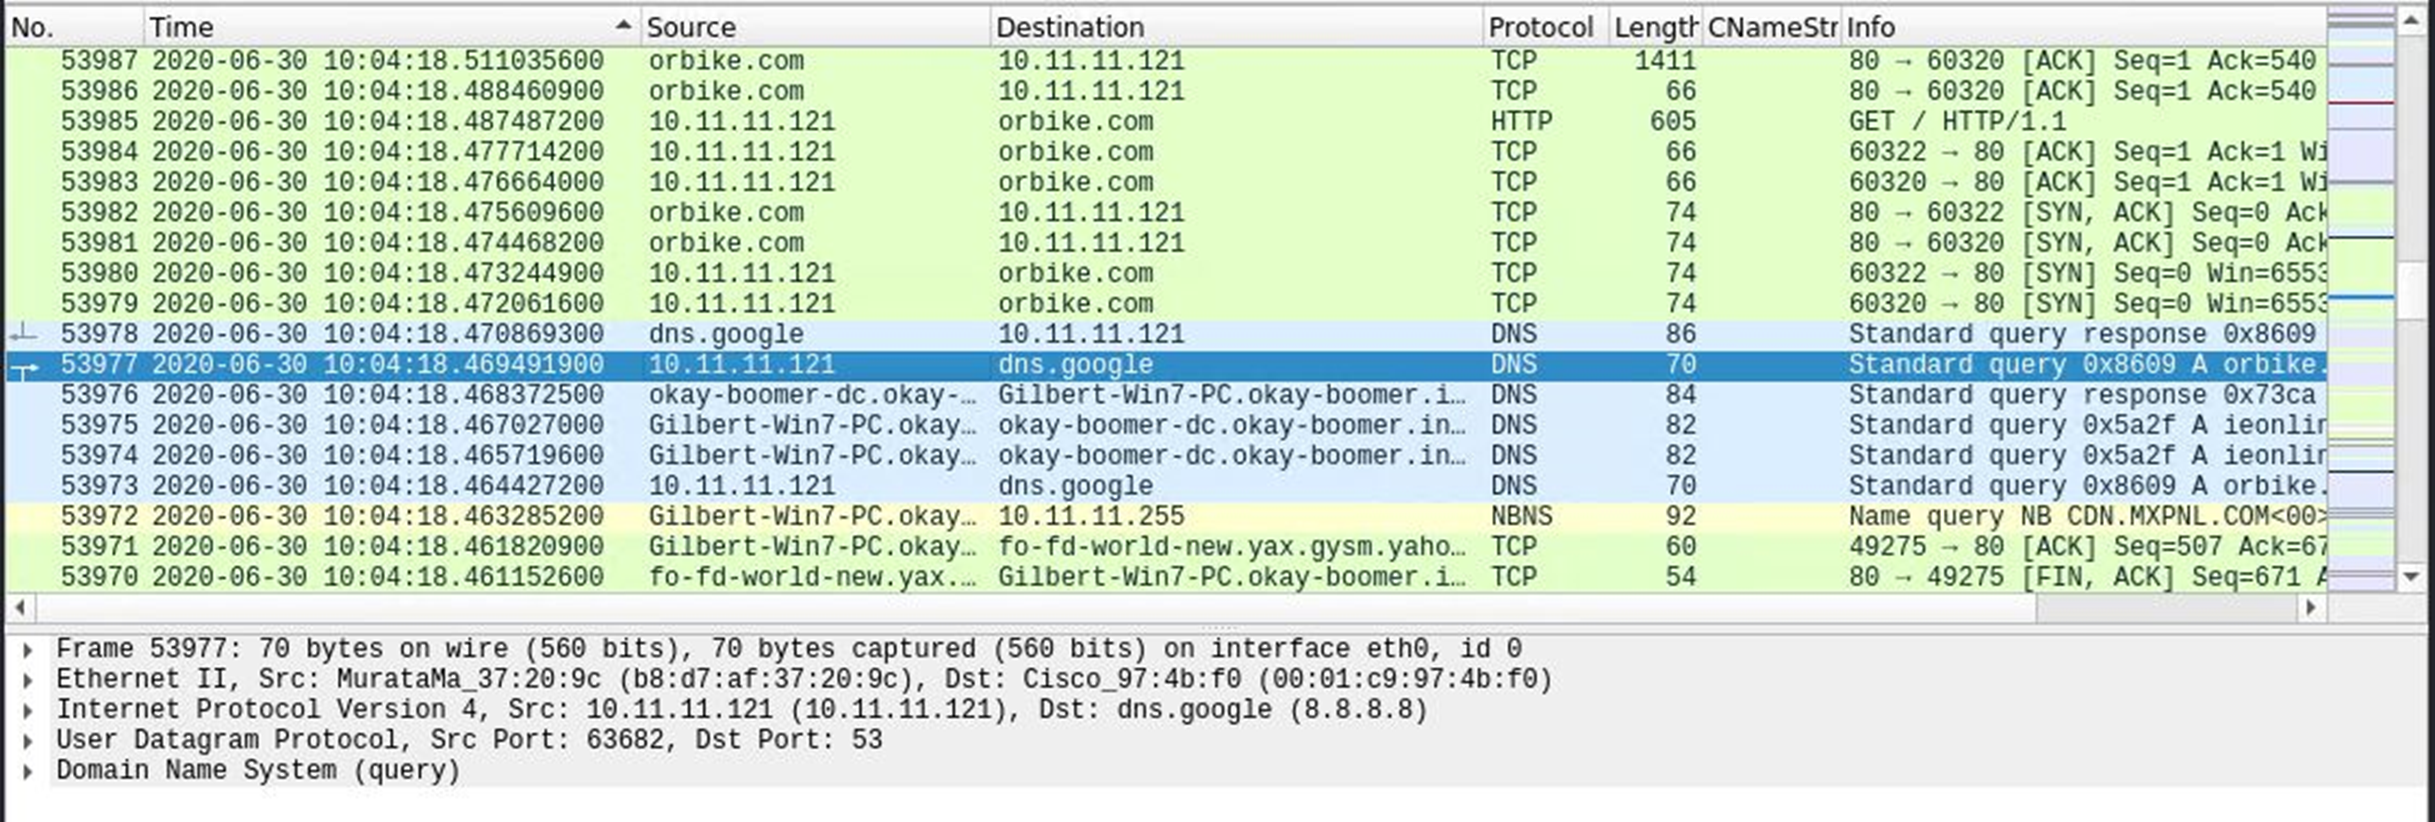 No. Time Source Destination Protocol Length CNameStr Info
53987 2020-06-30 10:04:18.511035600 orbike.com 10.11.11.121 TCP 1411 80 → 60320 [ACK] Seq=1 Ack=540
53986 2020-06-30 10:04:18.488460900 orbike.com 10.11.11.121 TCP 66 80 → 60320 [ACK] Seq=1 Ack=540
53985 2020-06-30 10:04:18.487487200 10.11.11.121 orbike.com HTTP 605 GET / HTTP/1.1
53984 2020-06-30 10:04:18.477714200 10.11.11.121 orbike.com TCP 66 60322 → 80 [ACK] Seq=1 Ack=1 Wi
53983 2020-06-30 10:04:18.476664000 10.11.11.121 orbike.com TCP 66 60320 → 80 [ACK] Seq=1 Ack=1 Wi
53982 2020-06-30 10:04:18.475609600 orbike.com 10.11.11.121 TCP 74 80 → 60322 [SYN, ACK] Seq=0 Ack
53981 2020-06-30 10:04:18.474468200 orbike.com 10.11.11.121 TCP 74 80 → 60320 [SYN, ACK] Seq=0 Ack
53980 2020-06-30 10:04:18.473244900 10.11.11.121 orbike.com TCP 74 60322 → 80 [SYN] Seq=0 Win=6553
53979 2020-06-30 10:04:18.472061600 10.11.11.121 orbike.com TCP 74 60320 → 80 [SYN] Seq=0 Win=6553
53978 2020-06-30 10:04:18.470869300 dns.google 10.11.11.121 DNS 86 Standard query response 0x8609
53977 2020-06-30 10:04:18.469491900 10.11.11.121 dns.google DNS 70 Standard query 0x8609 A orbike.
53976 2020-06-30 10:04:18.468372500 okay-boomer-dc.okay-… Gilbert-Win7-PC.okay-boomer.i… DNS 84 Standard query response 0x73ca
53975 2020-06-30 10:04:18.467027000 Gilbert-Win7-PC.okay… okay-boomer-dc.okay-boomer.in… DNS 82 Standard query 0x5a2f A ieonlin
53974 2020-06-30 10:04:18.465719600 Gilbert-Win7-PC.okay… okay-boomer-dc.okay-boomer.in… DNS 82 Standard query 0x5a2f A ieonlin
53973 2020-06-30 10:04:18.464427200 10.11.11.121 dns.google DNS 70 Standard query 0x8609 A orbike.
53972 2020-06-30 10:04:18.463285200 Gilbert-Win7-PC.okay… 10.11.11.255 NBNS 92 Name query NB CDN.MXPNL.COM<00>
53971 2020-06-30 10:04:18.461820900 Gilbert-Win7-PC.okay… fo-fd-world-new.yax.gysm.yaho… TCP 60 49275 → 80 [ACK] Seq=507 Ack=67
53970 2020-06-30 10:04:18.461152600 fo-fd-world-new.yax.… Gilbert-Win7-PC.okay-boomer.i… TCP 54 80 → 49275 [FIN, ACK] Seq=671 A
Frame 53977: 70 bytes on wire (560 bits), 70 bytes captured (560 bits) on interface eth0, id 0
Ethernet II, Src: MurataMa_37:20:9c (b8:d7:af:37:20:9c), Dst: Cisco_97:4b:f0 (00:01:c9:97:4b:f0)
Internet Protocol Version 4, Src: 10.11.11.121 (10.11.11.121), Dst: dns.google (8.8.8.8)
User Datagram Protocol, Src Port: 63682, Dst Port: 53
Domain Name System (query)